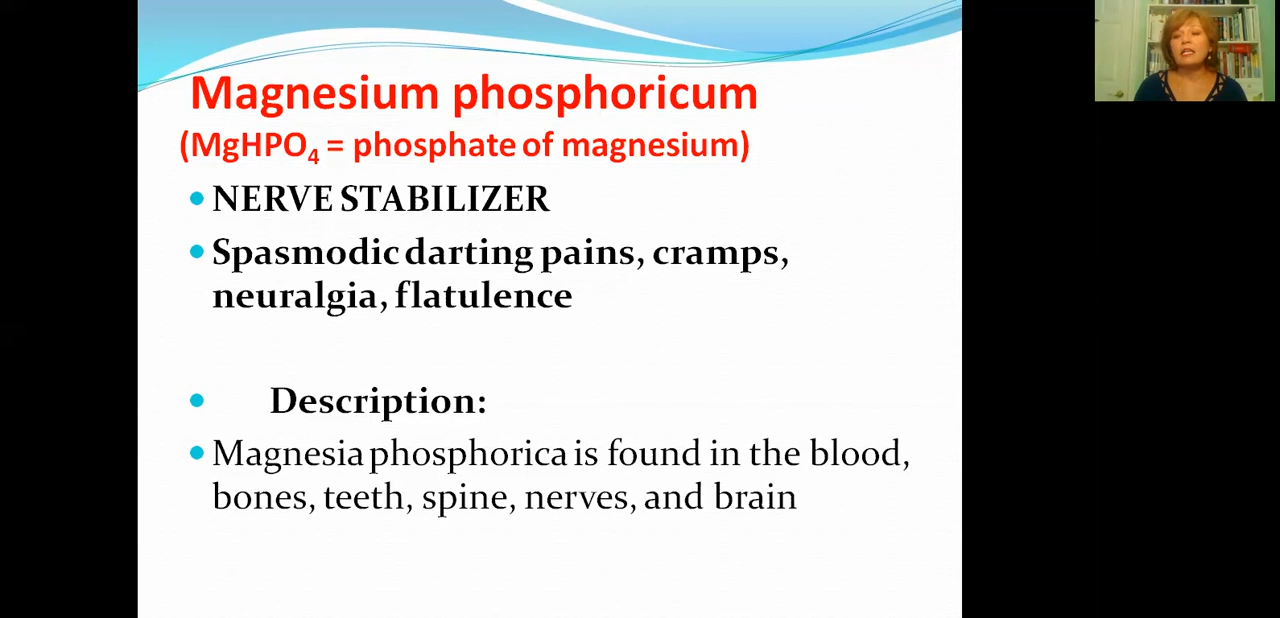 Magnesium phosphoricum
(MgHPO₄ = phosphate of magnesium)
• NERVE STABILIZER
• Spasmodic darting pains, cramps,
neuralgia, flatulence
• Description:
• Magnesia phosphorica is found in the blood,
bones, teeth, spine, nerves, and brain